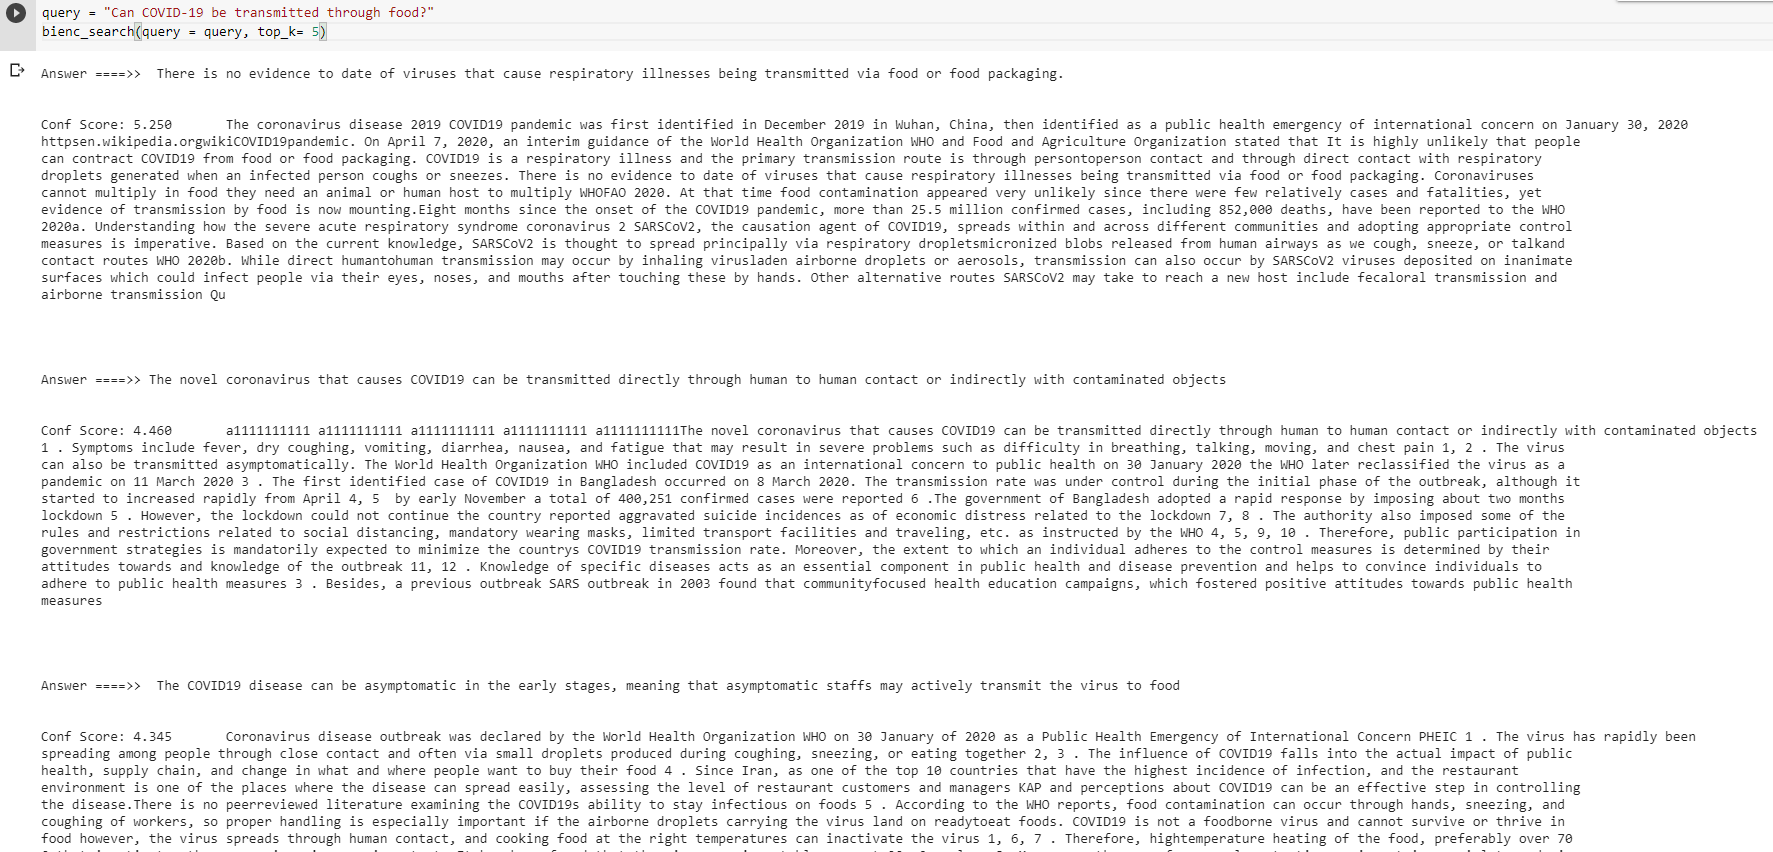 query = "Can COVID-19 be transmitted through food?"
bienc_search(query = query, top_k= 5)
Answer ====>>  There is no evidence to date of viruses that cause respiratory illnesses being transmitted via food or food packaging.
Conf Score: 5.250       The coronavirus disease 2019 COVID19 pandemic was first identified in December 2019 in Wuhan, China, then identified as a public health emergency of international concern on January 30, 2020
httpsen.wikipedia.orgwikiCOVID19pandemic. On April 7, 2020, an interim guidance of the World Health Organization WHO and Food and Agriculture Organization stated that It is highly unlikely that people
can contract COVID19 from food or food packaging. COVID19 is a respiratory illness and the primary transmission route is through persontoperson contact and through direct contact with respiratory
droplets generated when an infected person coughs or sneezes. There is no evidence to date of viruses that cause respiratory illnesses being transmitted via food or food packaging. Coronaviruses
cannot multiply in food they need an animal or human host to multiply WHOFAO 2020. At that time food contamination appeared very unlikely since there were few relatively cases and fatalities, yet
evidence of transmission by food is now mounting.Eight months since the onset of the COVID19 pandemic, more than 25.5 million confirmed cases, including 852,000 deaths, have been reported to the WHO
2020a. Understanding how the severe acute respiratory syndrome coronavirus 2 SARSCoV2, the causation agent of COVID19, spreads within and across different communities and adopting appropriate control
measures is imperative. Based on the current knowledge, SARSCoV2 is thought to spread principally via respiratory dropletsmicronized blobs released from human airways as we cough, sneeze, or talkand
contact routes WHO 2020b. While direct humantohuman transmission may occur by inhaling virusladen airborne droplets or aerosols, transmission can also occur by SARSCoV2 viruses deposited on inanimate
surfaces which could infect people via their eyes, noses, and mouths after touching these by hands. Other alternative routes SARSCoV2 may take to reach a new host include fecaloral transmission and
airborne transmission Qu
Answer ====>> The novel coronavirus that causes COVID19 can be transmitted directly through human to human contact or indirectly with contaminated objects
Conf Score: 4.460       a1111111111 a1111111111 a1111111111 a1111111111 a1111111111The novel coronavirus that causes COVID19 can be transmitted directly through human to human contact or indirectly with contaminated objects
1 . Symptoms include fever, dry coughing, vomiting, diarrhea, nausea, and fatigue that may result in severe problems such as difficulty in breathing, talking, moving, and chest pain 1, 2 . The virus
can also be transmitted asymptomatically. The World Health Organization WHO included COVID19 as an international concern to public health on 30 January 2020 the WHO later reclassified the virus as a
pandemic on 11 March 2020 3 . The first identified case of COVID19 in Bangladesh occurred on 8 March 2020. The transmission rate was under control during the initial phase of the outbreak, although it
started to increased rapidly from April 4, 5  by early November a total of 400,251 confirmed cases were reported 6 .The government of Bangladesh adopted a rapid response by imposing about two months
lockdown 5 . However, the lockdown could not continue the country reported aggravated suicide incidences as of economic distress related to the lockdown 7, 8 . The authority also imposed some of the
rules and restrictions related to social distancing, mandatory wearing masks, limited transport facilities and traveling, etc. as instructed by the WHO 4, 5, 9, 10 . Therefore, public participation in
government strategies is mandatorily expected to minimize the countrys COVID19 transmission rate. Moreover, the extent to which an individual adheres to the control measures is determined by their
attitudes towards and knowledge of the outbreak 11, 12 . Knowledge of specific diseases acts as an essential component in public health and disease prevention and helps to convince individuals to
adhere to public health measures 3 . Besides, a previous outbreak SARS outbreak in 2003 found that communityfocused health education campaigns, which fostered positive attitudes towards public health
measures
Answer ====>>  The COVID19 disease can be asymptomatic in the early stages, meaning that asymptomatic staffs may actively transmit the virus to food
Conf Score: 4.345       Coronavirus disease outbreak was declared by the World Health Organization WHO on 30 January of 2020 as a Public Health Emergency of International Concern PHEIC 1 . The virus has rapidly been
spreading among people through close contact and often via small droplets produced during coughing, sneezing, or eating together 2, 3 . The influence of COVID19 falls into the actual impact of public
health, supply chain, and change in what and where people want to buy their food 4 . Since Iran, as one of the top 10 countries that have the highest incidence of infection, and the restaurant
environment is one of the places where the disease can spread easily, assessing the level of restaurant customers and managers KAP and perceptions about COVID19 can be an effective step in controlling
the disease.There is no peerreviewed literature examining the COVID19s ability to stay infectious on foods 5 . According to the WHO reports, food contamination can occur through hands, sneezing, and
coughing of workers, so proper handling is especially important if the airborne droplets carrying the virus land on readytoeat foods. COVID19 is not a foodborne virus and cannot survive or thrive in
food however, the virus spreads through human contact, and cooking food at the right temperatures can inactivate the virus 1, 6, 7 . Therefore, hightemperature heating of the food, preferably over 70